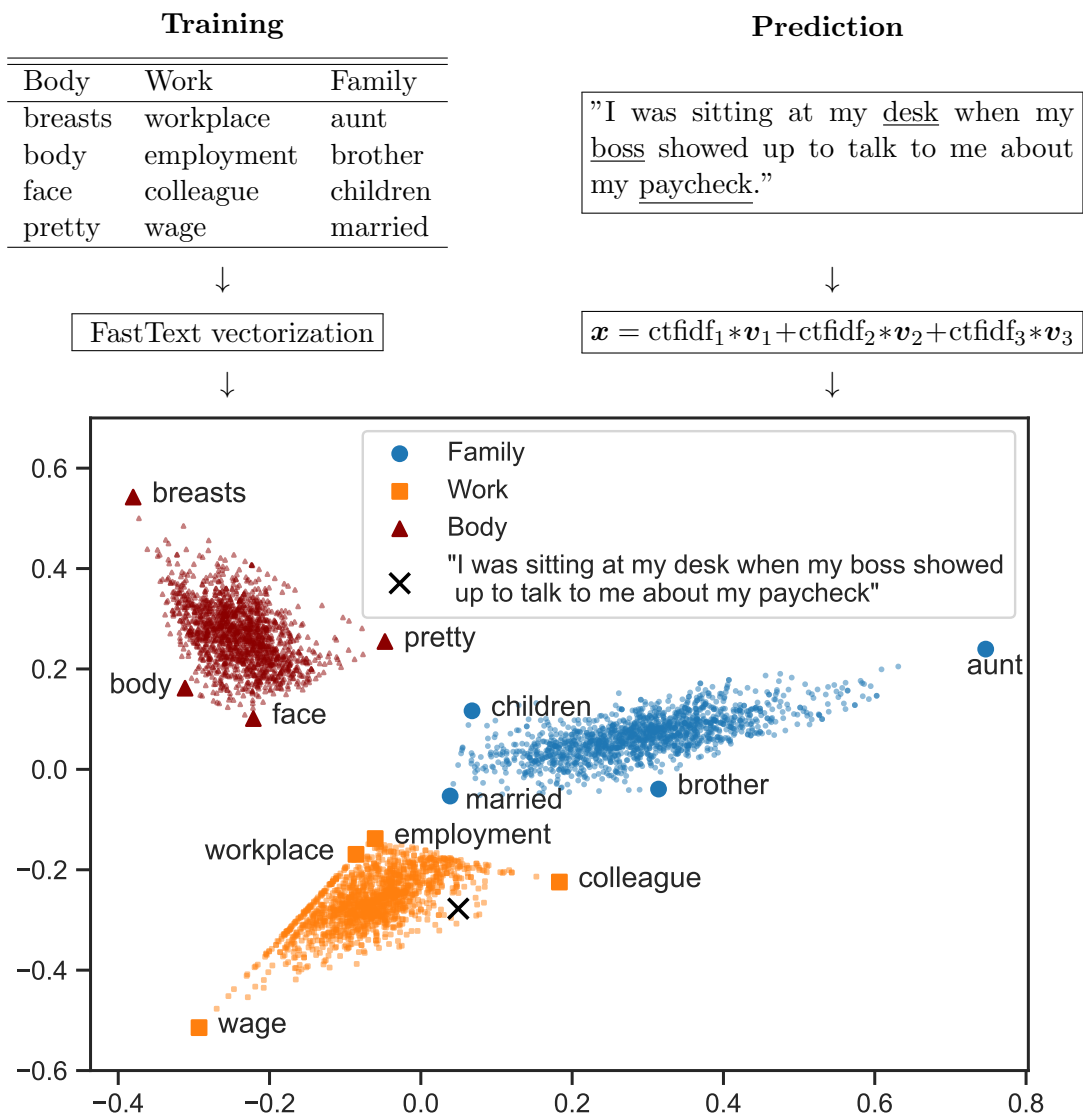 Training
Body Work Family
breasts workplace aunt
body employment brother
face colleague children
pretty wage married
↓
FastText vectorization
↓
Prediction
”I was sitting at my desk when my
boss showed up to talk to me about
my paycheck.”
↓
x = ctfidf₁*v₁+ctfidf₂*v₂+ctfidf₃*v₃
↓
Family
Work
Body
"I was sitting at my desk when my boss showed
up to talk to me about my paycheck"
breasts
pretty
body
face
aunt
children
brother
married
employment
workplace
colleague
wage
0.6
0.4
0.2
0.0
−0.2
−0.4
−0.6
−0.4 −0.2 0.0 0.2 0.4 0.6 0.8